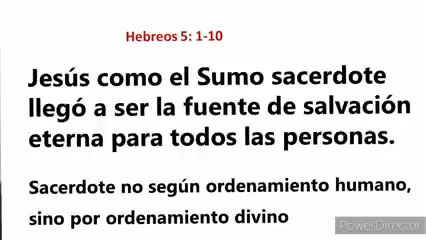 Hebreos 5: 1-10
Jesús como el Sumo sacerdote
llegó a ser la fuente de salvación
eterna para todos las personas.
Sacerdote no según ordenamiento humano,
sino por ordenamiento divino
PowerDirector